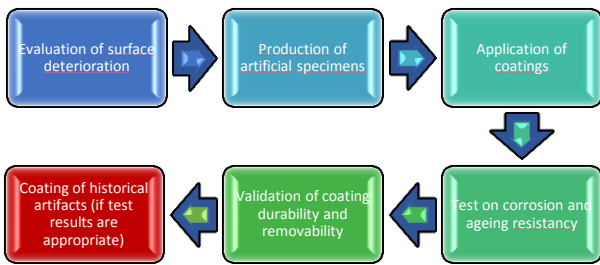 Evaluation of surface
deterioration
Production of
artificial specimens
Application of
coatings
Test on corrosion and
ageing resistancy
Validation of coating
durability and
removability
Coating of historical
artifacts (if test
results are
appropriate)